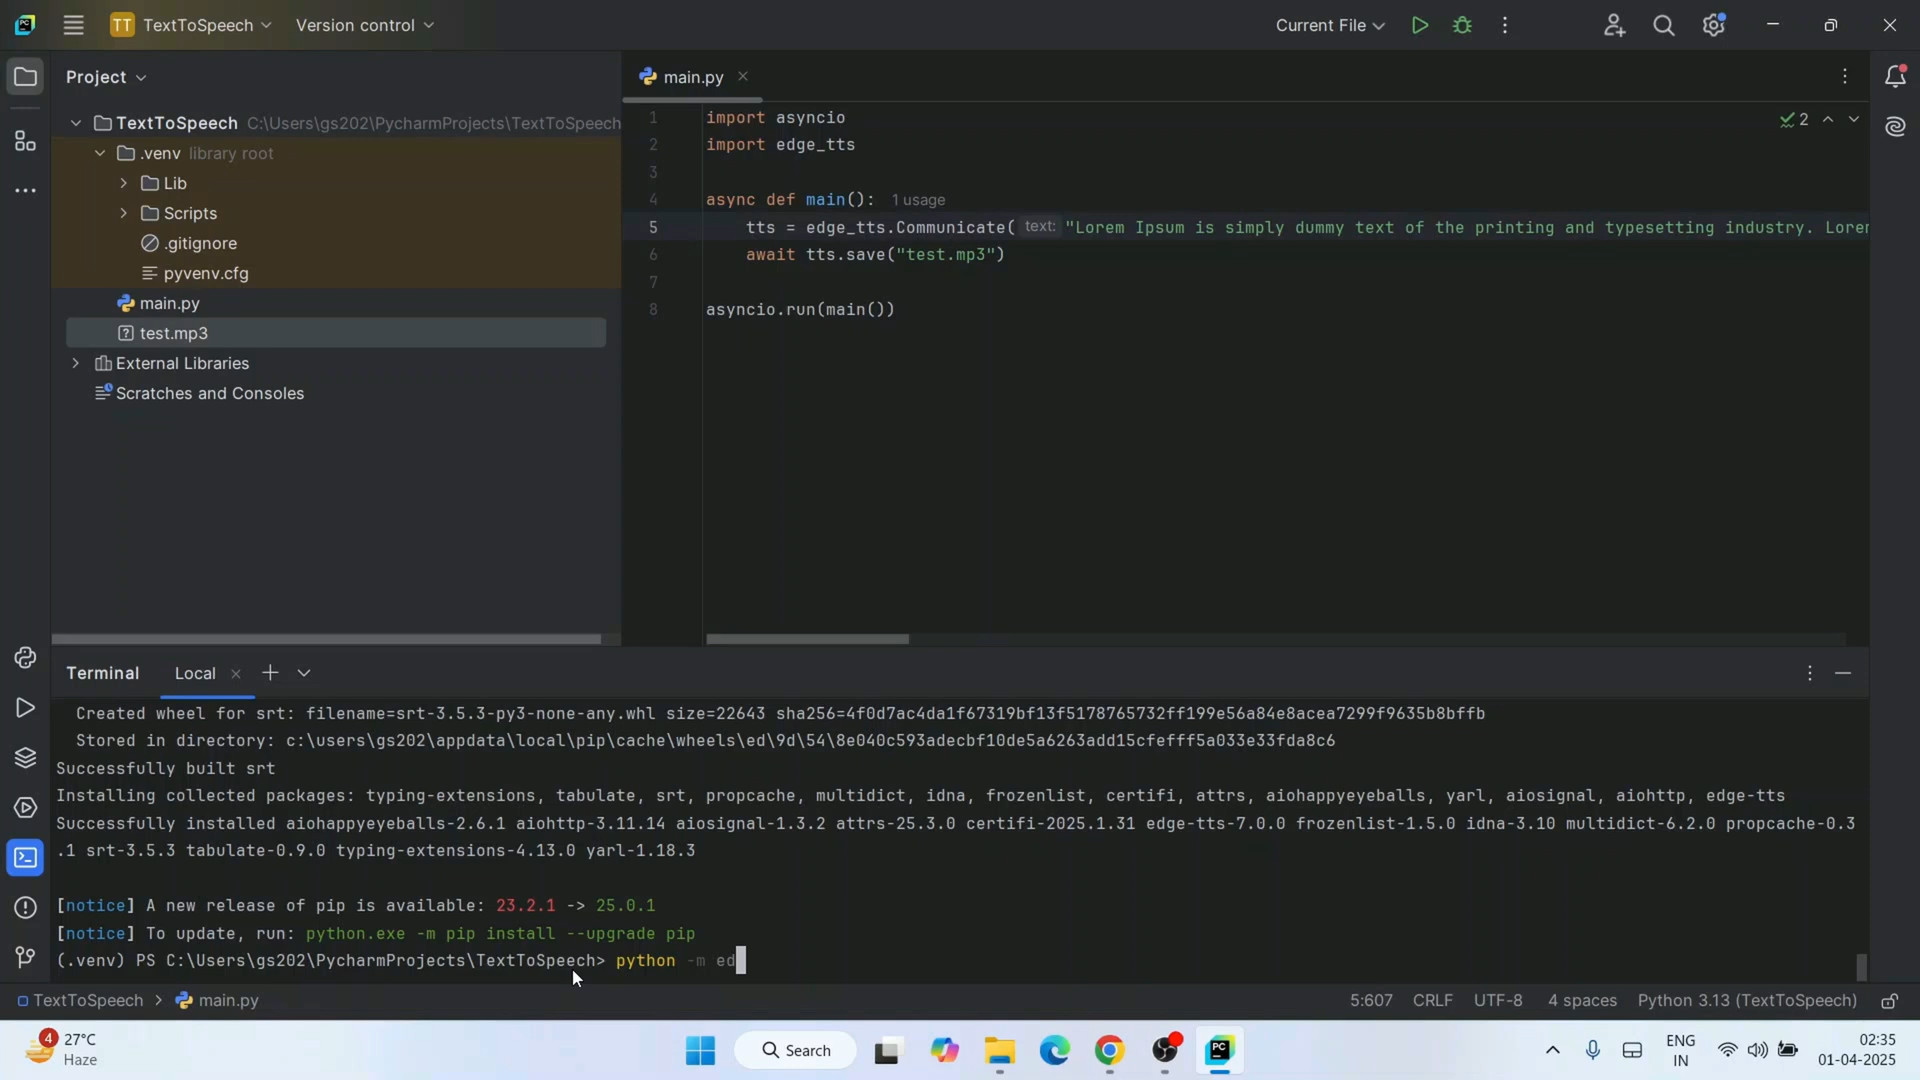 TT TextToSpeech Version control Current File
Project
TextToSpeech C:\Users\gs202\PycharmProjects\TextToSpeech
.venv library root
Lib
Scripts
.gitignore
pyvenv.cfg
main.py
test.mp3
External Libraries
Scratches and Consoles
main.py
1 import asyncio
2 import edge_tts
3
4 async def main(): 1 usage
5 tts = edge_tts.Communicate( text: "Lorem Ipsum is simply dummy text of the printing and typesetting industry. Lorem
6 await tts.save("test.mp3")
7
8 asyncio.run(main())
2
Terminal Local
Created wheel for srt: filename=srt-3.5.3-py3-none-any.whl size=22643 sha256=4f0d7ac4da1f67319bf13f5178765732ff199e56a84e8acea7299f9635b8bffb
Stored in directory: c:\users\gs202\appdata\local\pip\cache\wheels\ed\9d\54\8e040c593adecbf10de5a6263add15cfefff5a033e33fda8c6
Successfully built srt
Installing collected packages: typing-extensions, tabulate, srt, propcache, multidict, idna, frozenlist, certifi, attrs, aiohappyeyeballs, yarl, aiosignal, aiohttp, edge-tts
Successfully installed aiohappyeyeballs-2.6.1 aiohttp-3.11.14 aiosignal-1.3.2 attrs-25.3.0 certifi-2025.1.31 edge-tts-7.0.0 frozenlist-1.5.0 idna-3.10 multidict-6.2.0 propcache-0.3
.1 srt-3.5.3 tabulate-0.9.0 typing-extensions-4.13.0 yarl-1.18.3
[notice] A new release of pip is available: 23.2.1 -> 25.0.1
[notice] To update, run: python.exe -m pip install --upgrade pip
(.venv) PS C:\Users\gs202\PycharmProjects\TextToSpeech> python -m ed
TextToSpeech > main.py 5:607 CRLF UTF-8 4 spaces Python 3.13 (TextToSpeech)
4 27°C
Haze
Search
ENG
IN
02:35
01-04-2025